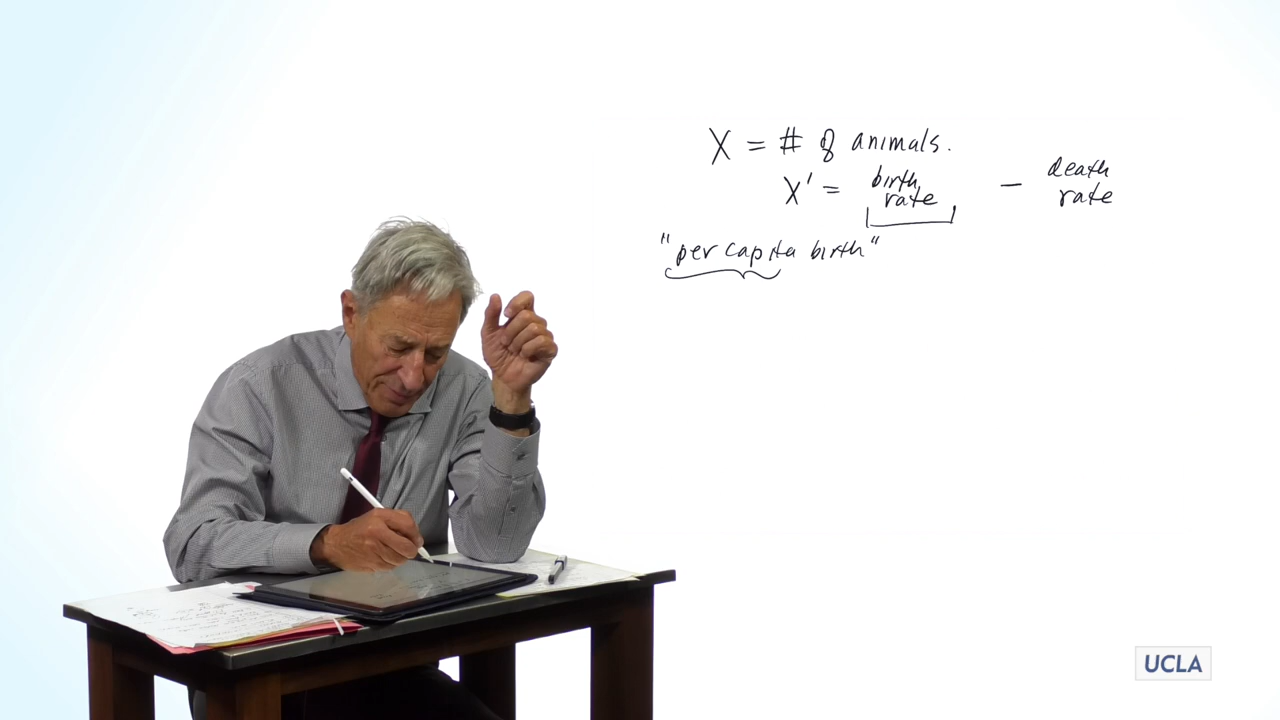 X = # of animals.
X' = birth rate − death rate
"per capita birth"
UCLA